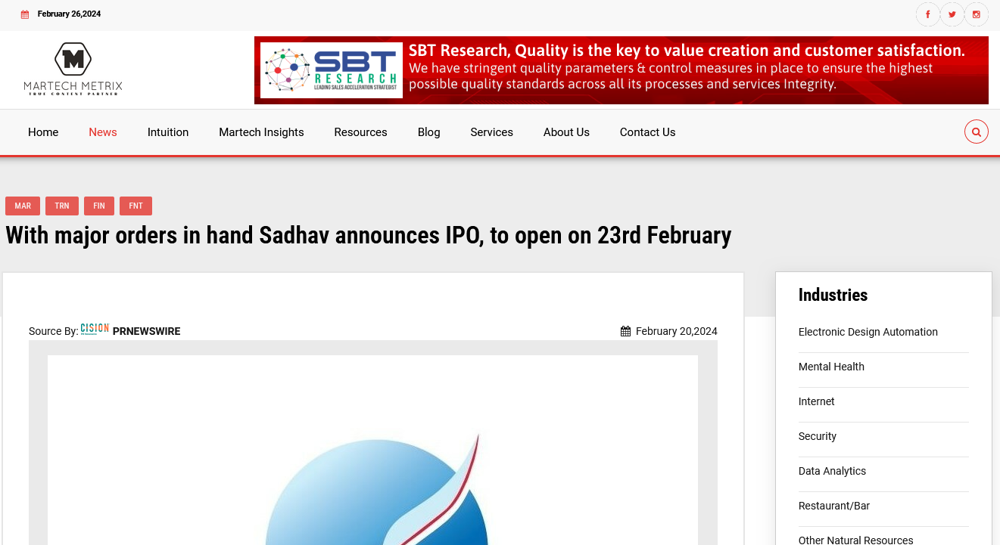 February 26,2024
M
MARTECH METRIX
TRUE CONTENT PARTNER
SBT
RESEARCH
LEADING SALES ACCELERATION STRATEGIST
SBT Research, Quality is the key to value creation and customer satisfaction.
We have stringent quality parameters & control measures in place to ensure the highest
possible quality standards across all its processes and services Integrity.
Home News Intuition Martech Insights Resources Blog Services About Us Contact Us
MAR TRN FIN FNT
With major orders in hand Sadhav announces IPO, to open on 23rd February
Source By: CISION PRNEWSWIRE February 20,2024
Industries
Electronic Design Automation
Mental Health
Internet
Security
Data Analytics
Restaurant/Bar
Other Natural Resources